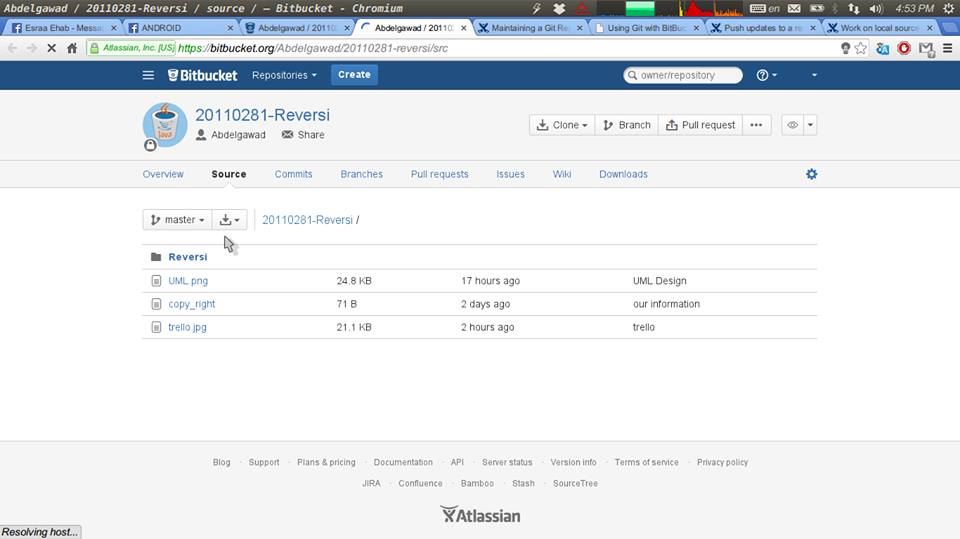 Abdelgawad / 20110281-Reversi / source / — Bitbucket - Chromium
en
4:53 PM
Esraa Ehab - Messa
ANDROID
Abdelgawad / 20110
Abdelgawad / 20110
Maintaining a Git Rep
Using Git with BitBuc
Push updates to a re
Work on local source
Atlassian, Inc. [US]
https://bitbucket.org/Abdelgawad/20110281-reversi/src
Bitbucket
Repositories
Create
owner/repository
20110281-Reversi
Abdelgawad
Share
Clone
Branch
Pull request
Overview
Source
Commits
Branches
Pull requests
Issues
Wiki
Downloads
master
20110281-Reversi /
Reversi
UML.png 24.8 KB 17 hours ago UML Design
copy_right 71 B 2 days ago our information
trello.jpg 21.1 KB 2 hours ago trello
Blog · Support · Plans & pricing · Documentation · API · Server status · Version info · Terms of service · Privacy policy
JIRA · Confluence · Bamboo · Stash · SourceTree
Atlassian
Resolving host...